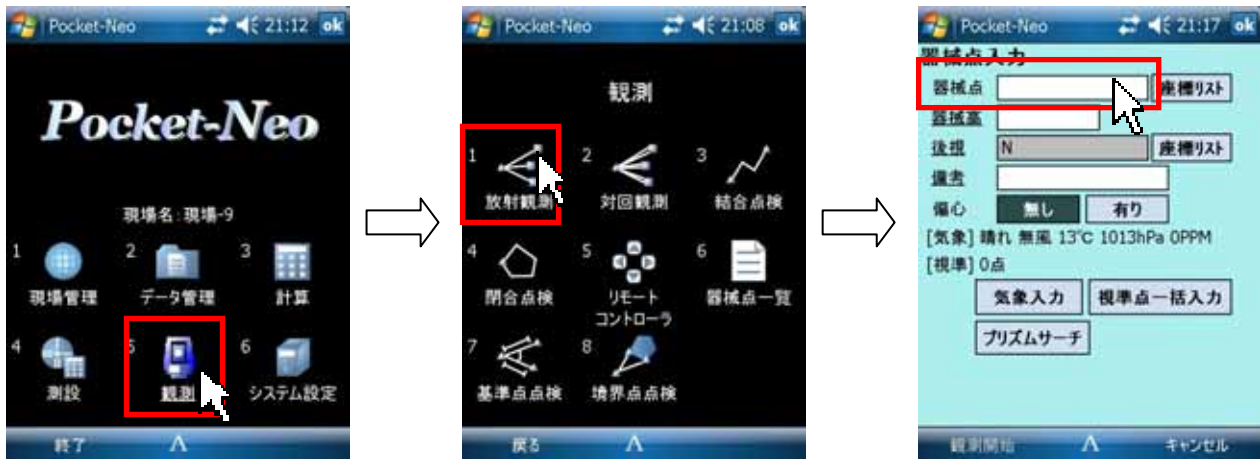 Pocket-Neo 21:12 ok
Pocket-Neo
現場名:現場-9
1 2 3
現場管理 データ管理 計算
4 5 6
測設 観測 システム設定
終了 Λ
Pocket-Neo 21:08 ok
観測
1 2 3
放射観測 対回観測 結合点検
4 5 6
閉合点検 リモート 器械点一覧
コントローラ
7 8
基準点点検 境界点点検
戻る Λ
Pocket-Neo 21:17 ok
器械点入力
器械点 座標リスト
器械高
後視 N 座標リスト
備考
偏心 無し 有り
[気象] 晴れ 無風 13℃ 1013hPa 0PPM
[視準] 0点
気象入力 視準点一括入力
プリズムサーチ
観測開始 Λ キャンセル